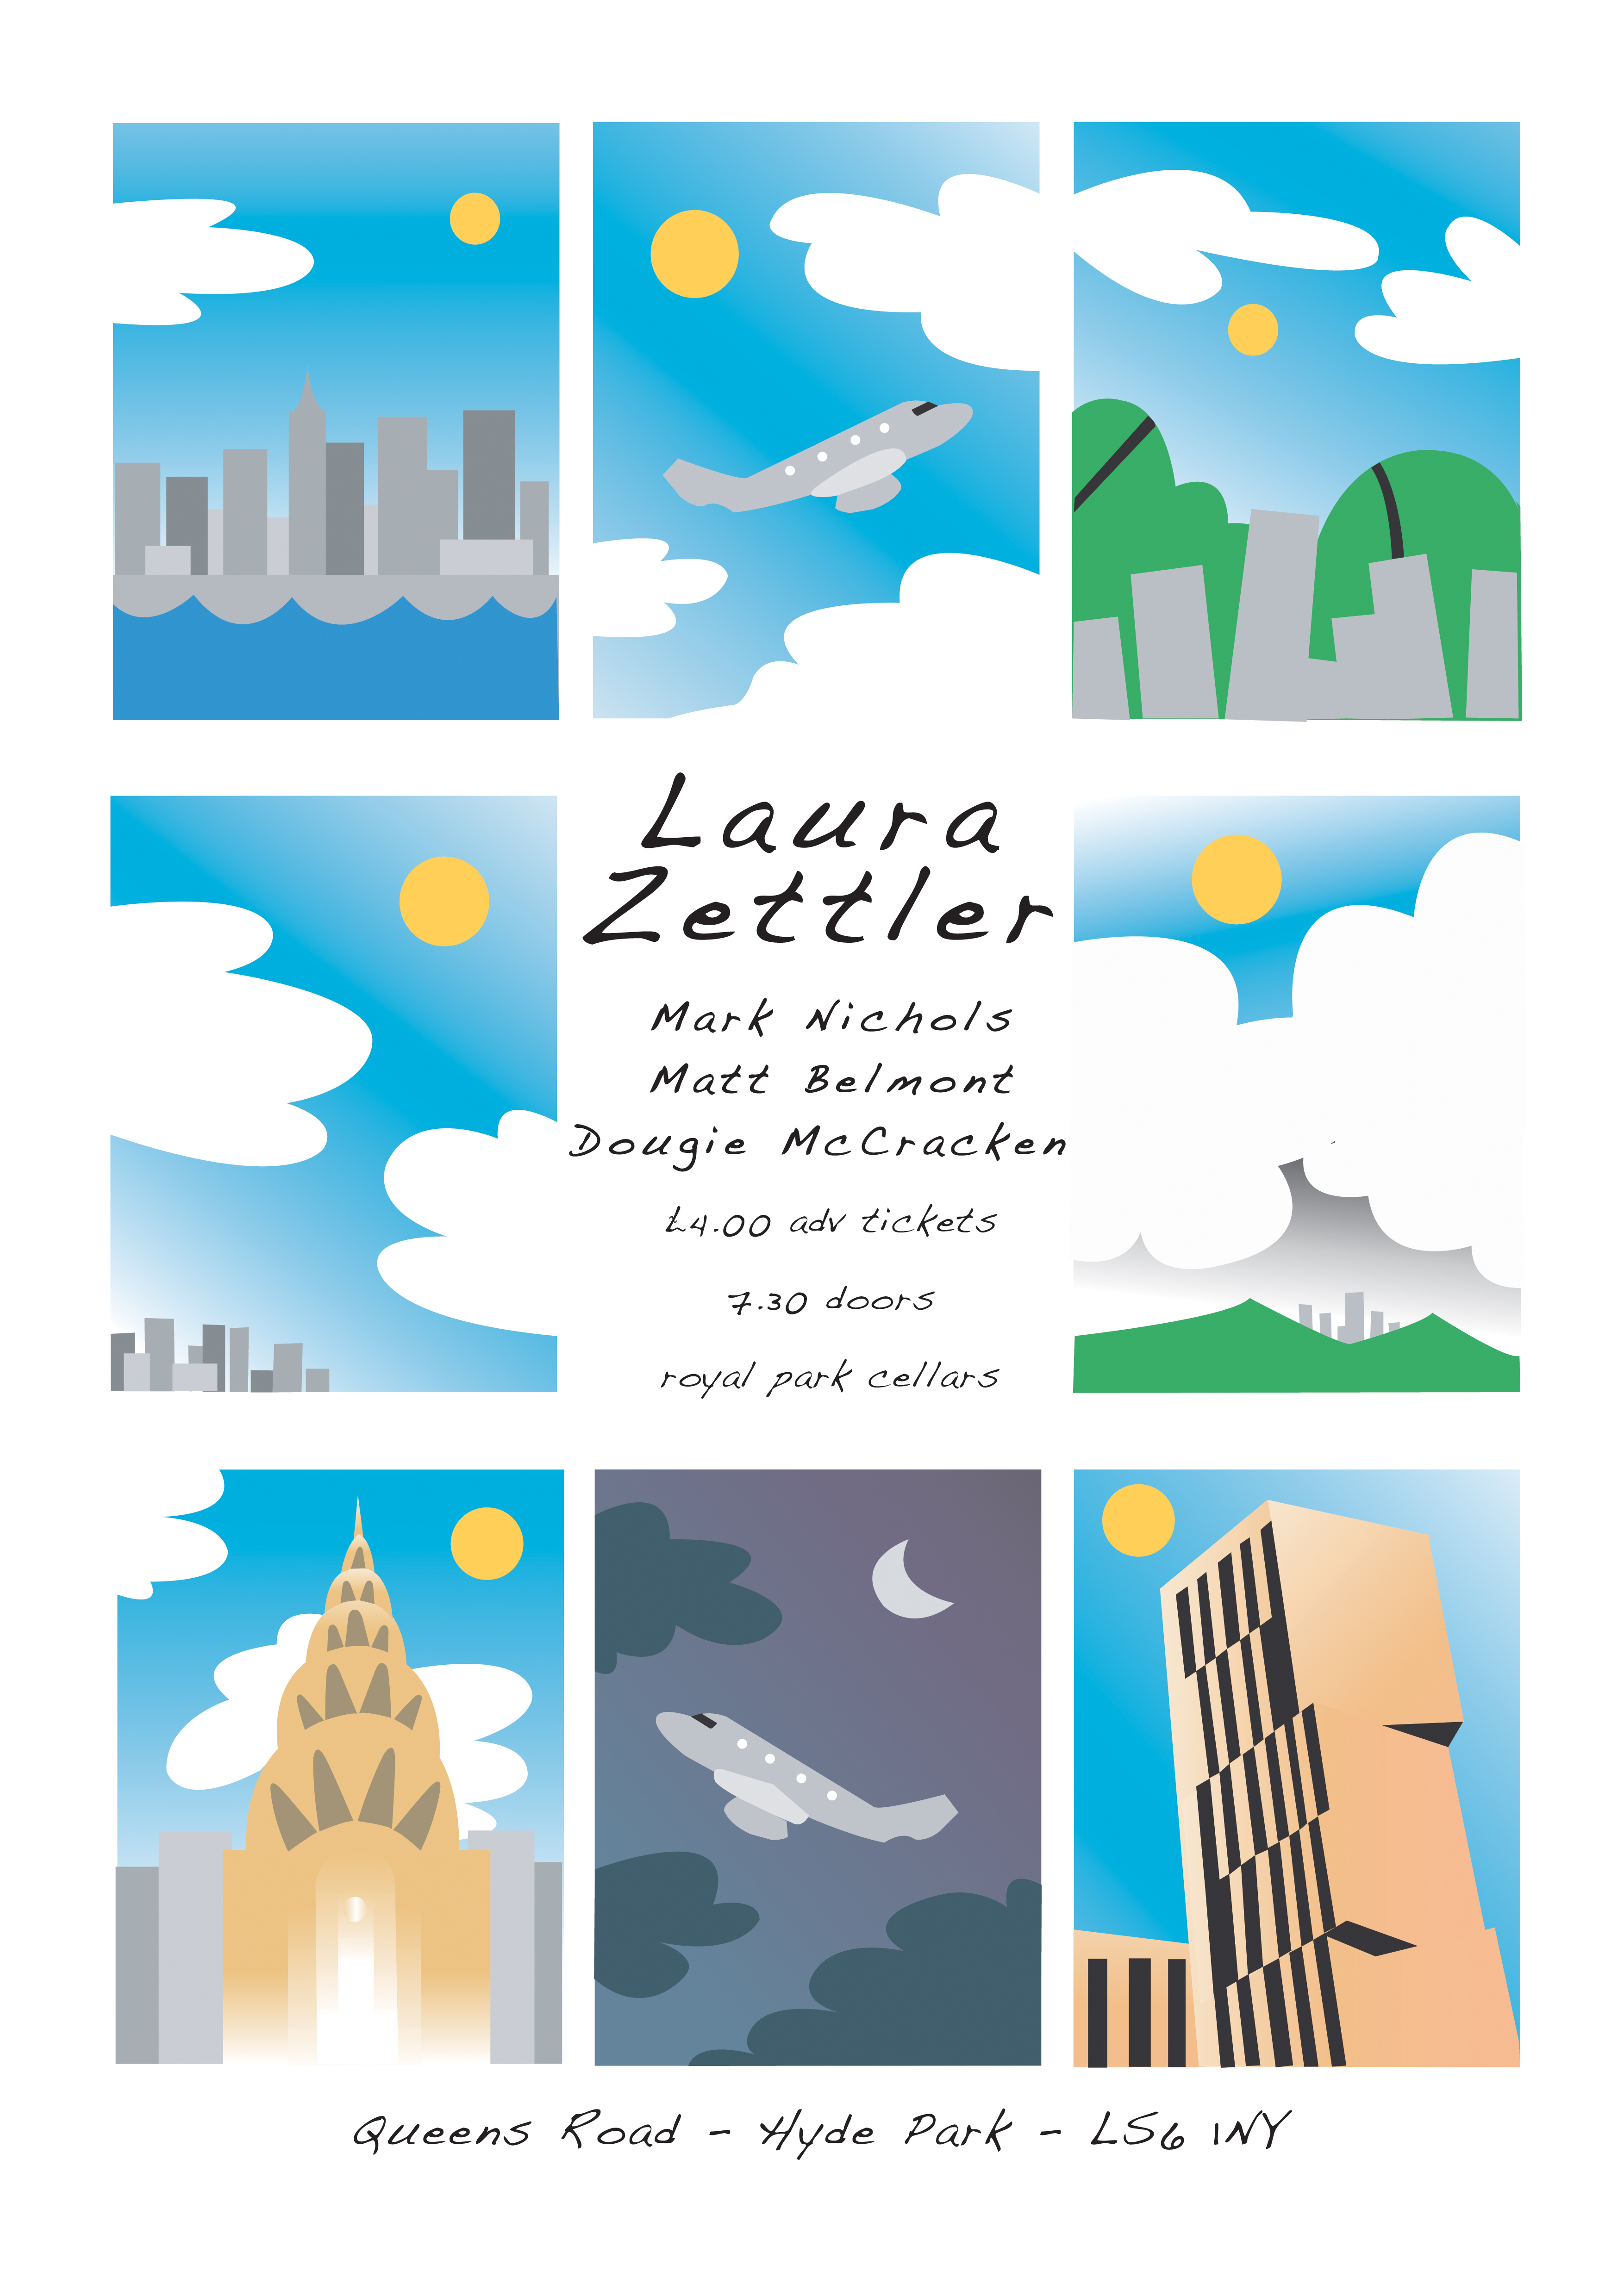 Laura
Zettler
Mark Nichols
Matt Belmont
Dougie McCracken
£4.00 adv tickets
7.30 doors
royal park cellars
Queens Road - Hyde Park - LS6 1NY